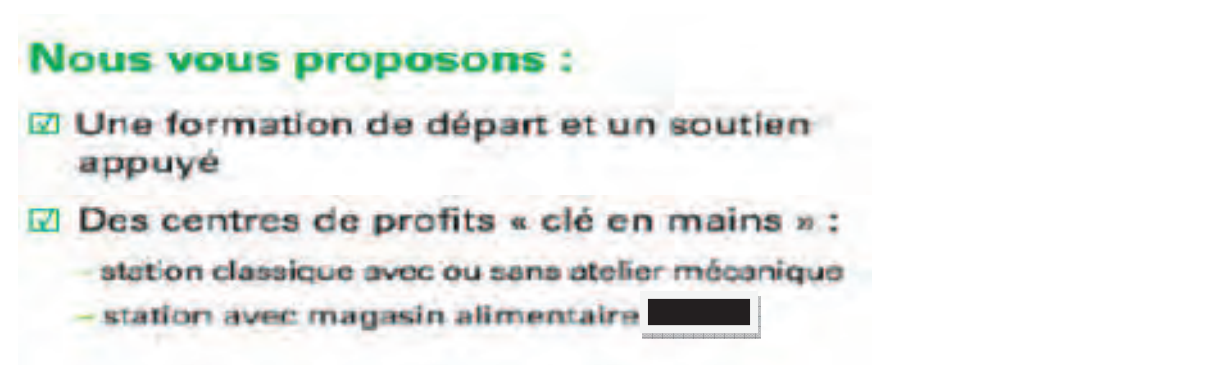 Nous vous proposons :
☑ Une formation de départ et un soutien
appuyé
☑ Des centres de profits « clé en mains » :
– station classique avec ou sans atelier mécanique
– station avec magasin alimentaire